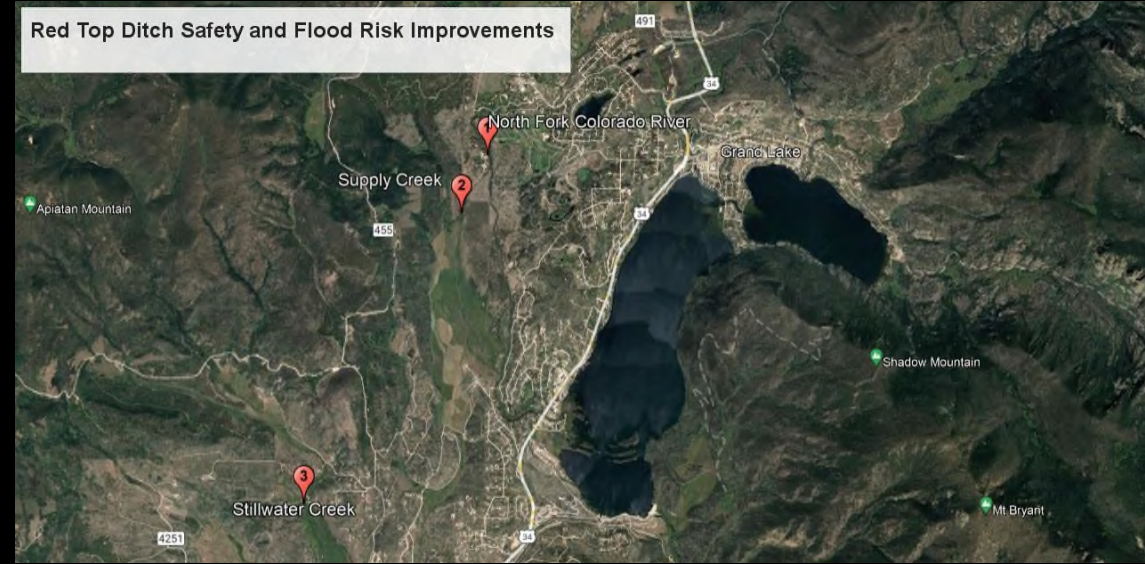 Red Top Ditch Safety and Flood Risk Improvements
491
34
1
North Fork Colorado River
Grand Lake
Supply Creek
2
Apiatan Mountain
34
455
Shadow Mountain
3
Stillwater Creek
Mt Bryant
4251
34